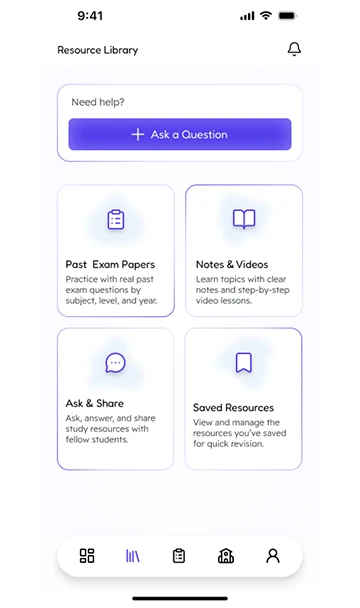 9:41
Resource Library
Need help?
Ask a Question
Past Exam Papers
Practice with real past
exam questions by
subject, level, and year.
Notes & Videos
Learn topics with clear
notes and step-by-step
video lessons.
Ask & Share
Ask, answer, and share
study resources with
fellow students.
Saved Resources
View and manage the
resources you've saved
for quick revision.